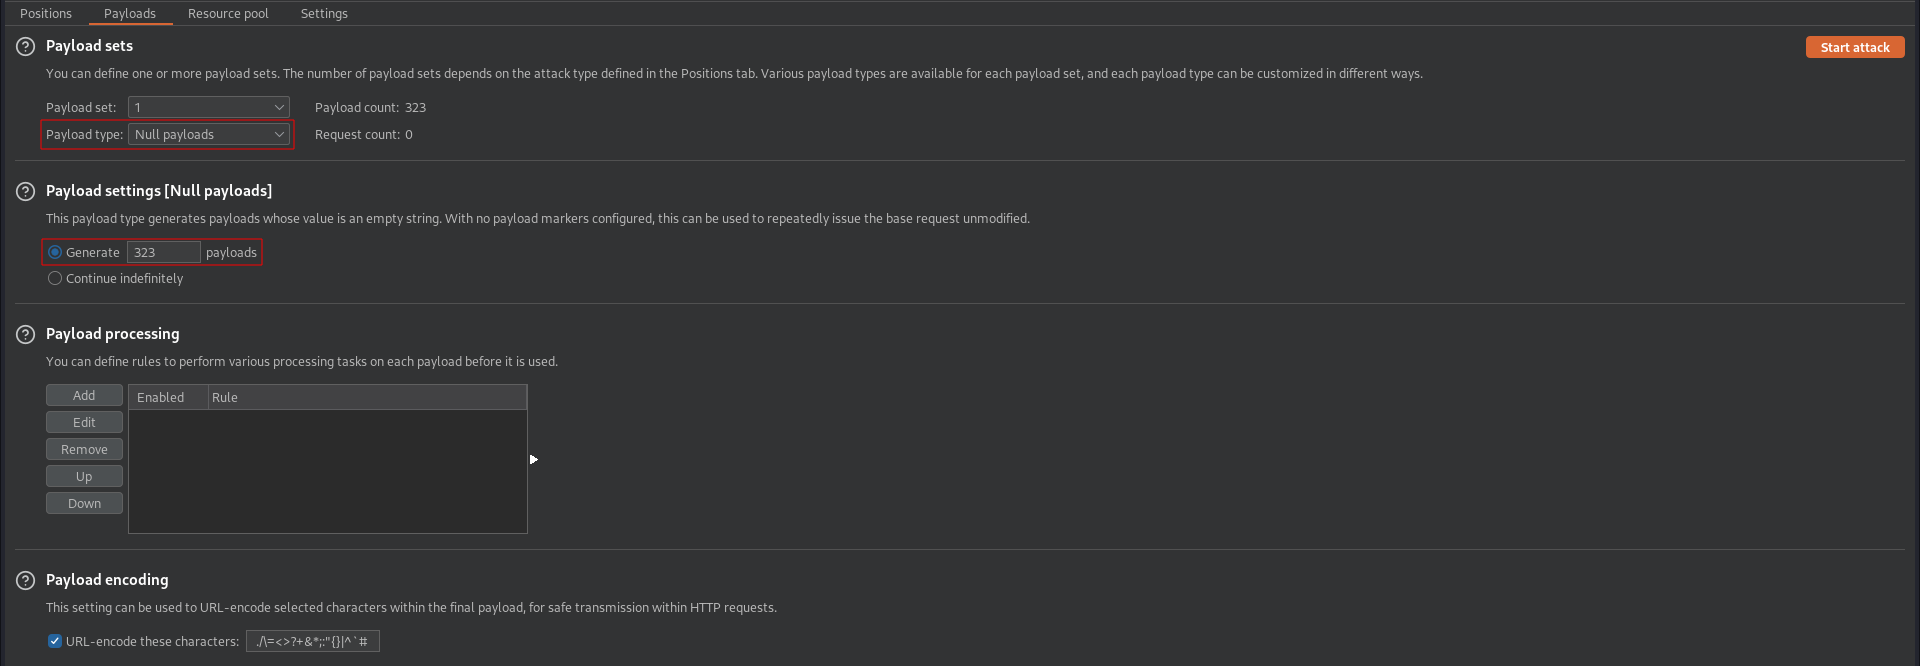 Positions Payloads Resource pool Settings
Payload sets
Start attack
You can define one or more payload sets. The number of payload sets depends on the attack type defined in the Positions tab. Various payload types are available for each payload set, and each payload type can be customized in different ways.
Payload set: 1 Payload count: 323
Payload type: Null payloads Request count: 0
Payload settings [Null payloads]
This payload type generates payloads whose value is an empty string. With no payload markers configured, this can be used to repeatedly issue the base request unmodified.
Generate 323 payloads
Continue indefinitely
Payload processing
You can define rules to perform various processing tasks on each payload before it is used.
Add
Edit
Remove
Up
Down
Enabled Rule
Payload encoding
This setting can be used to URL-encode selected characters within the final payload, for safe transmission within HTTP requests.
URL-encode these characters: ./\=<>?+&*;:"{}|^`#